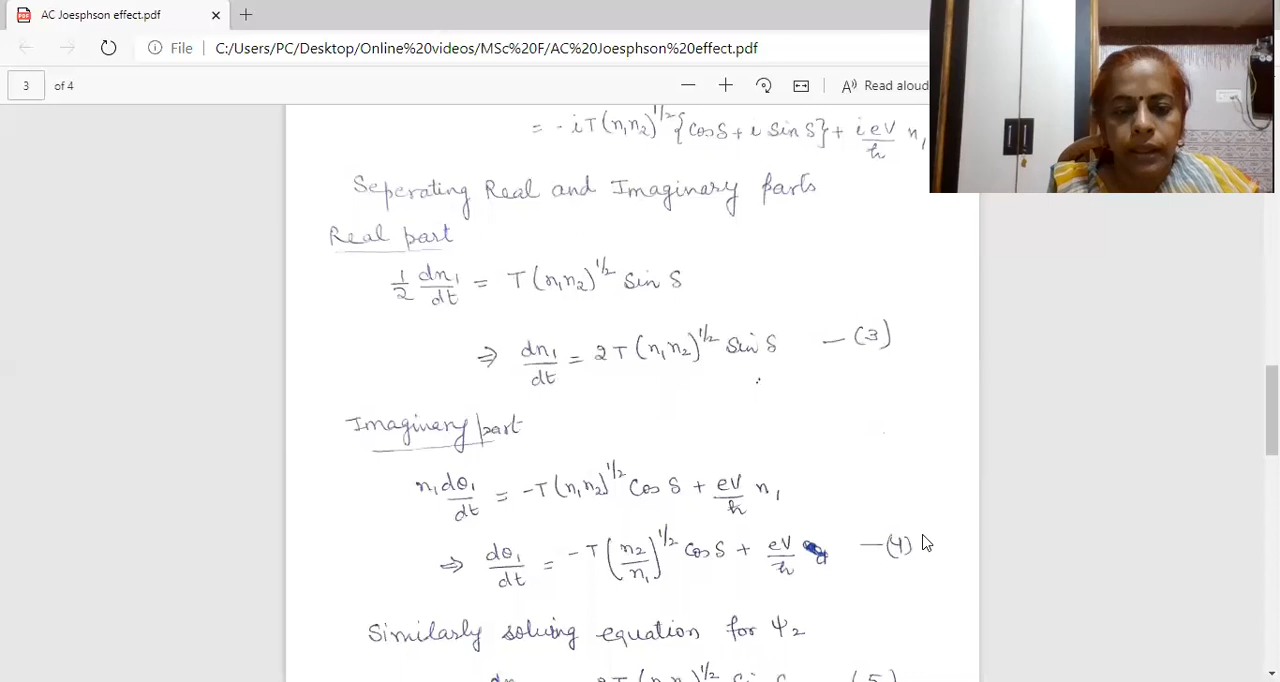 AC Joesphson effect.pdf
File C:/Users/PC/Desktop/Online%20videos/MSc%20F/AC%20Joesphson%20effect.pdf
3 of 4 Read aloud
= - iT(n₁n₂)^1/2 {Cos δ + i Sin δ} + ieV/ħ n₁
Seperating Real and Imaginary parts
Real part
1/2 dn₁/dt = T(n₁n₂)^1/2 Sin δ
⇒ dn₁/dt = 2T(n₁n₂)^1/2 Sin δ — (3)
Imaginary part
n₁dθ₁/dt = -T(n₁n₂)^1/2 Cos δ + eV/ħ n₁
⇒ dθ₁/dt = -T(n₂/n₁)^1/2 Cos δ + eV/ħ — (4)
Similarly solving equation for ψ₂